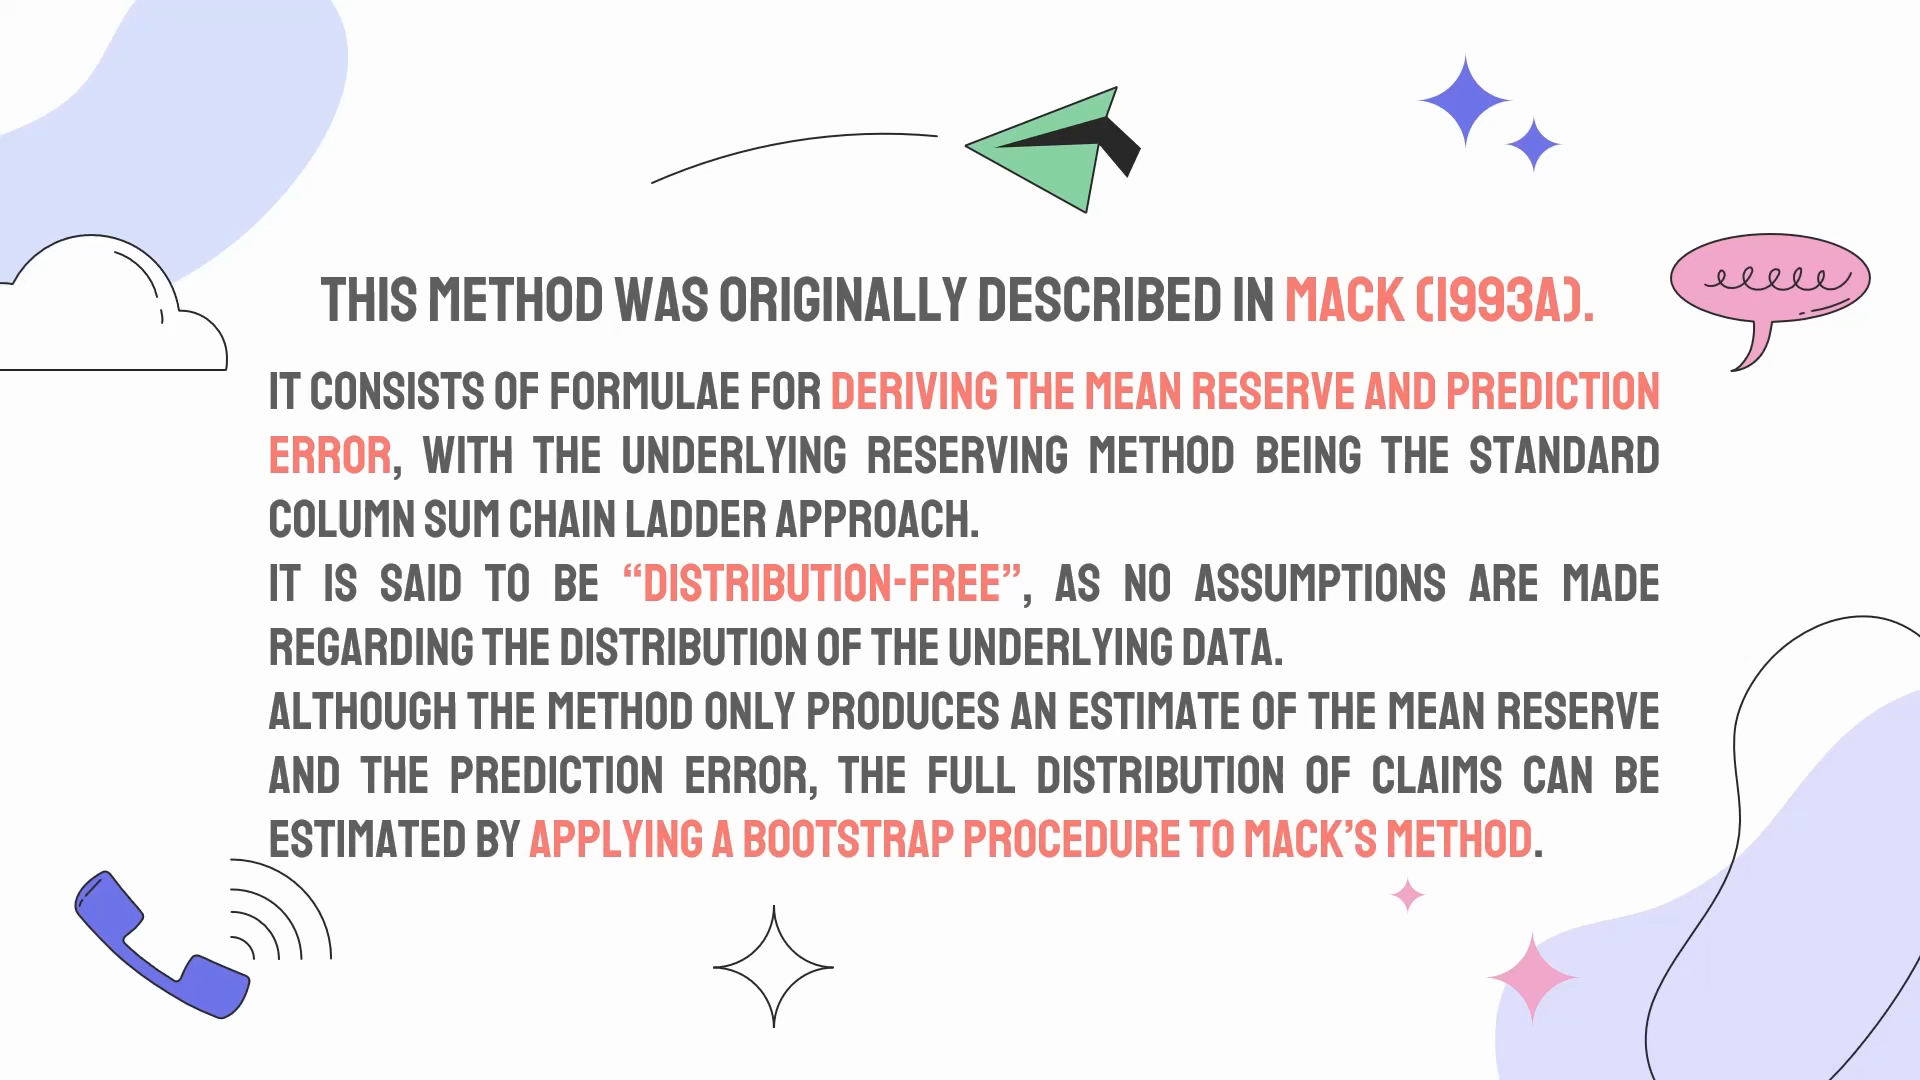 THIS METHOD WAS ORIGINALLY DESCRIBED IN MACK (1993A).
IT CONSISTS OF FORMULAE FOR DERIVING THE MEAN RESERVE AND PREDICTION
ERROR, WITH THE UNDERLYING RESERVING METHOD BEING THE STANDARD
COLUMN SUM CHAIN LADDER APPROACH.
IT IS SAID TO BE “DISTRIBUTION-FREE”, AS NO ASSUMPTIONS ARE MADE
REGARDING THE DISTRIBUTION OF THE UNDERLYING DATA.
ALTHOUGH THE METHOD ONLY PRODUCES AN ESTIMATE OF THE MEAN RESERVE
AND THE PREDICTION ERROR, THE FULL DISTRIBUTION OF CLAIMS CAN BE
ESTIMATED BY APPLYING A BOOTSTRAP PROCEDURE TO MACK’S METHOD.